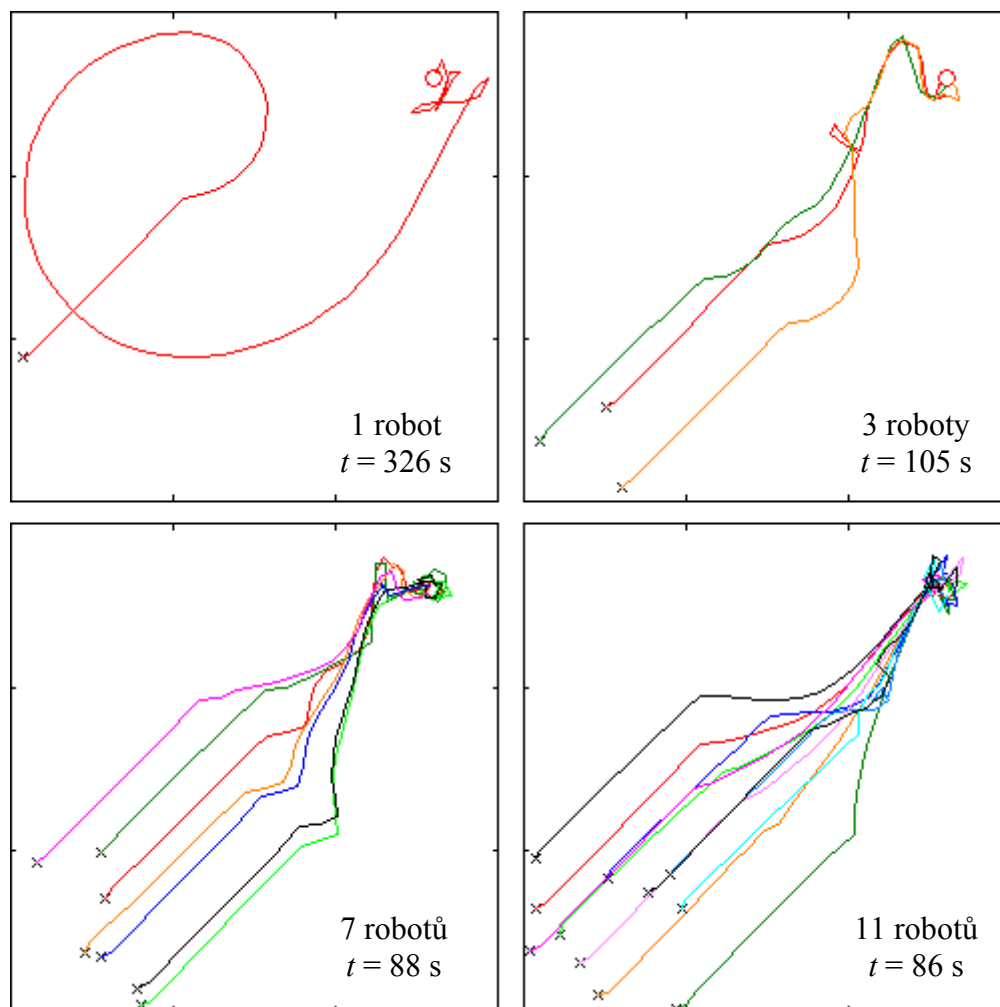 1 robot
t = 326 s
3 roboty
t = 105 s
7 robotů
t = 88 s
11 robotů
t = 86 s